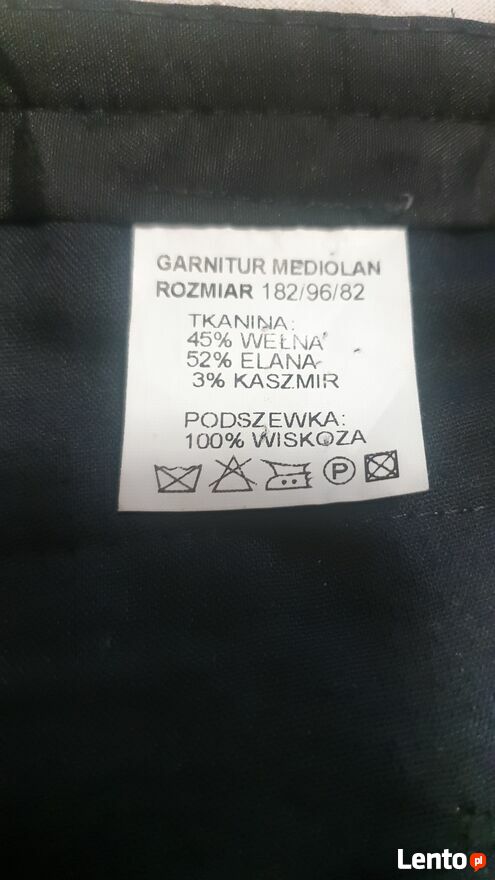 GARNITUR MEDIOLAN
ROZMIAR 182/96/82
TKANINA:
45% WEŁNA
52% ELANA
3% KASZMIR
PODSZEWKA:
100% WISKOZA
P
Lento.pl